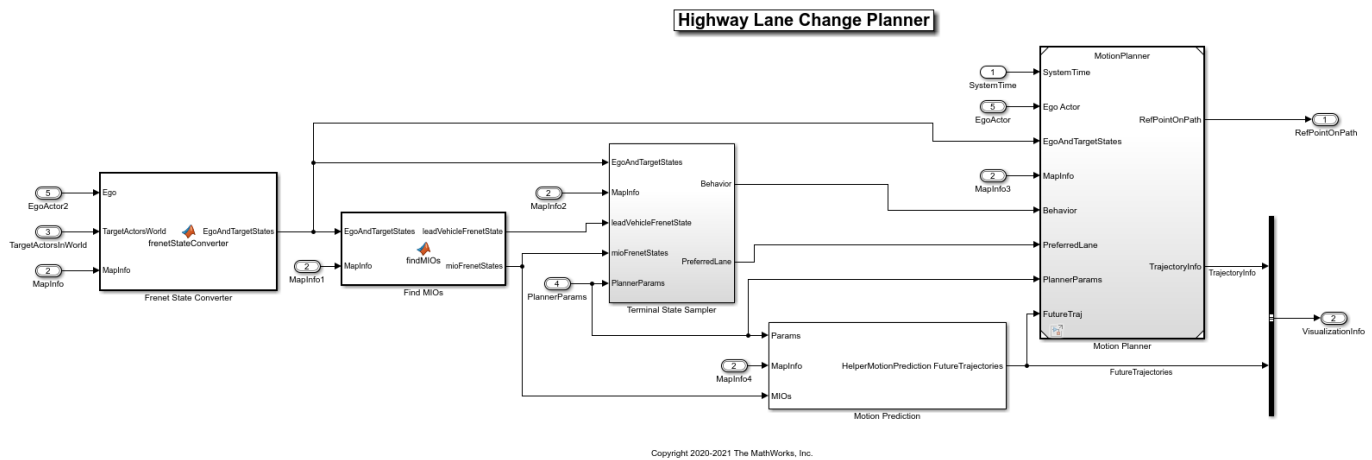 Highway Lane Change Planner
5
EgoActor2
3
TargetActorsInWorld
2
MapInfo
Ego
TargetActorsWorld
MapInfo
frenetStateConverter
EgoAndTargetStates
Frenet State Converter
2
MapInfo1
EgoAndTargetStates
MapInfo
findMIOs
leadVehicleFrenetState
mioFrenetStates
Find MIOs
2
MapInfo2
4
PlannerParams
EgoAndTargetStates
MapInfo
leadVehicleFrenetState
mioFrenetStates
PlannerParams
Behavior
PreferredLane
Terminal State Sampler
2
MapInfo4
Params
MapInfo
MIOs
HelperMotionPrediction
FutureTrajectories
Motion Prediction
1
SystemTime
5
EgoActor
2
MapInfo3
MotionPlanner
SystemTime
Ego Actor
EgoAndTargetStates
MapInfo
Behavior
PreferredLane
PlannerParams
FutureTraj
RefPointOnPath
TrajectoryInfo
Motion Planner
TrajectoryInfo
FutureTrajectories
1
RefPointOnPath
2
VisualizationInfo
Copyright 2020-2021 The MathWorks, Inc.